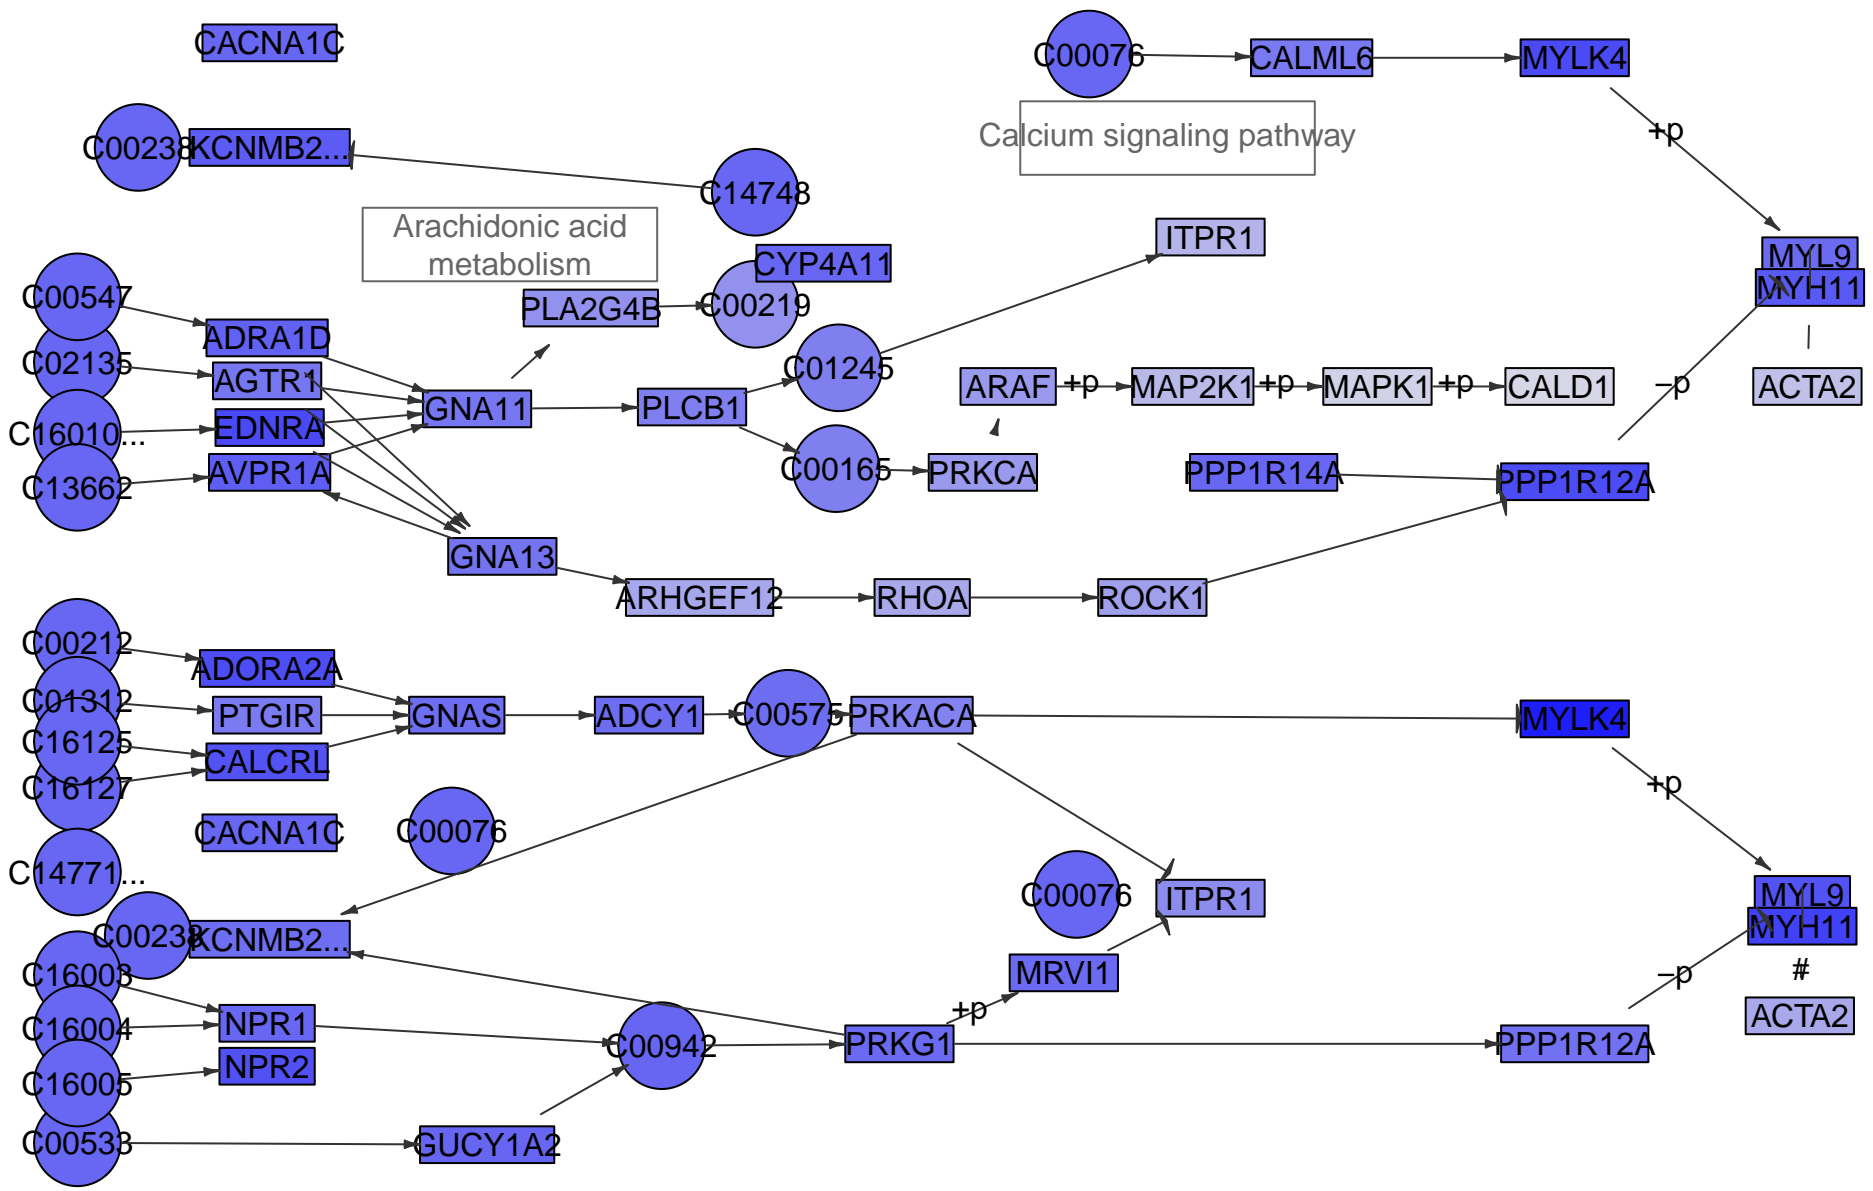 CACNA1C
C00076
CALML6
MYLK4
+p
Calcium signaling pathway
C00238
KCNMB2...
C14748
Arachidonic acid
metabolism
ITPR1
CYP4A11
MYL9
MYH11
C00547
PLA2G4B
C00219
ADRA1D
C02135
AGTR1
C01245
ARAF
+p
MAP2K1
+p
MAPK1
+p
CALD1
–p
ACTA2
GNA11
PLCB1
C16010...
EDNRA
C13662
AVPR1A
C00165
PRKCA
PPP1R14A
PPP1R12A
GNA13
ARHGEF12
RHOA
ROCK1
C00212
ADORA2A
C01312
PTGIR
GNAS
ADCY1
C00575
PRKACA
MYLK4
C16125
CALCRL
C16127
+p
CACNA1C
C00076
C14771...
C00076
ITPR1
MYL9
MYH11
C00238
KCNMB2...
C16003
MRVI1
–p
#
+p
ACTA2
C16004
NPR1
C00942
PRKG1
PPP1R12A
NPR2
C16005
C00533
GUCY1A2